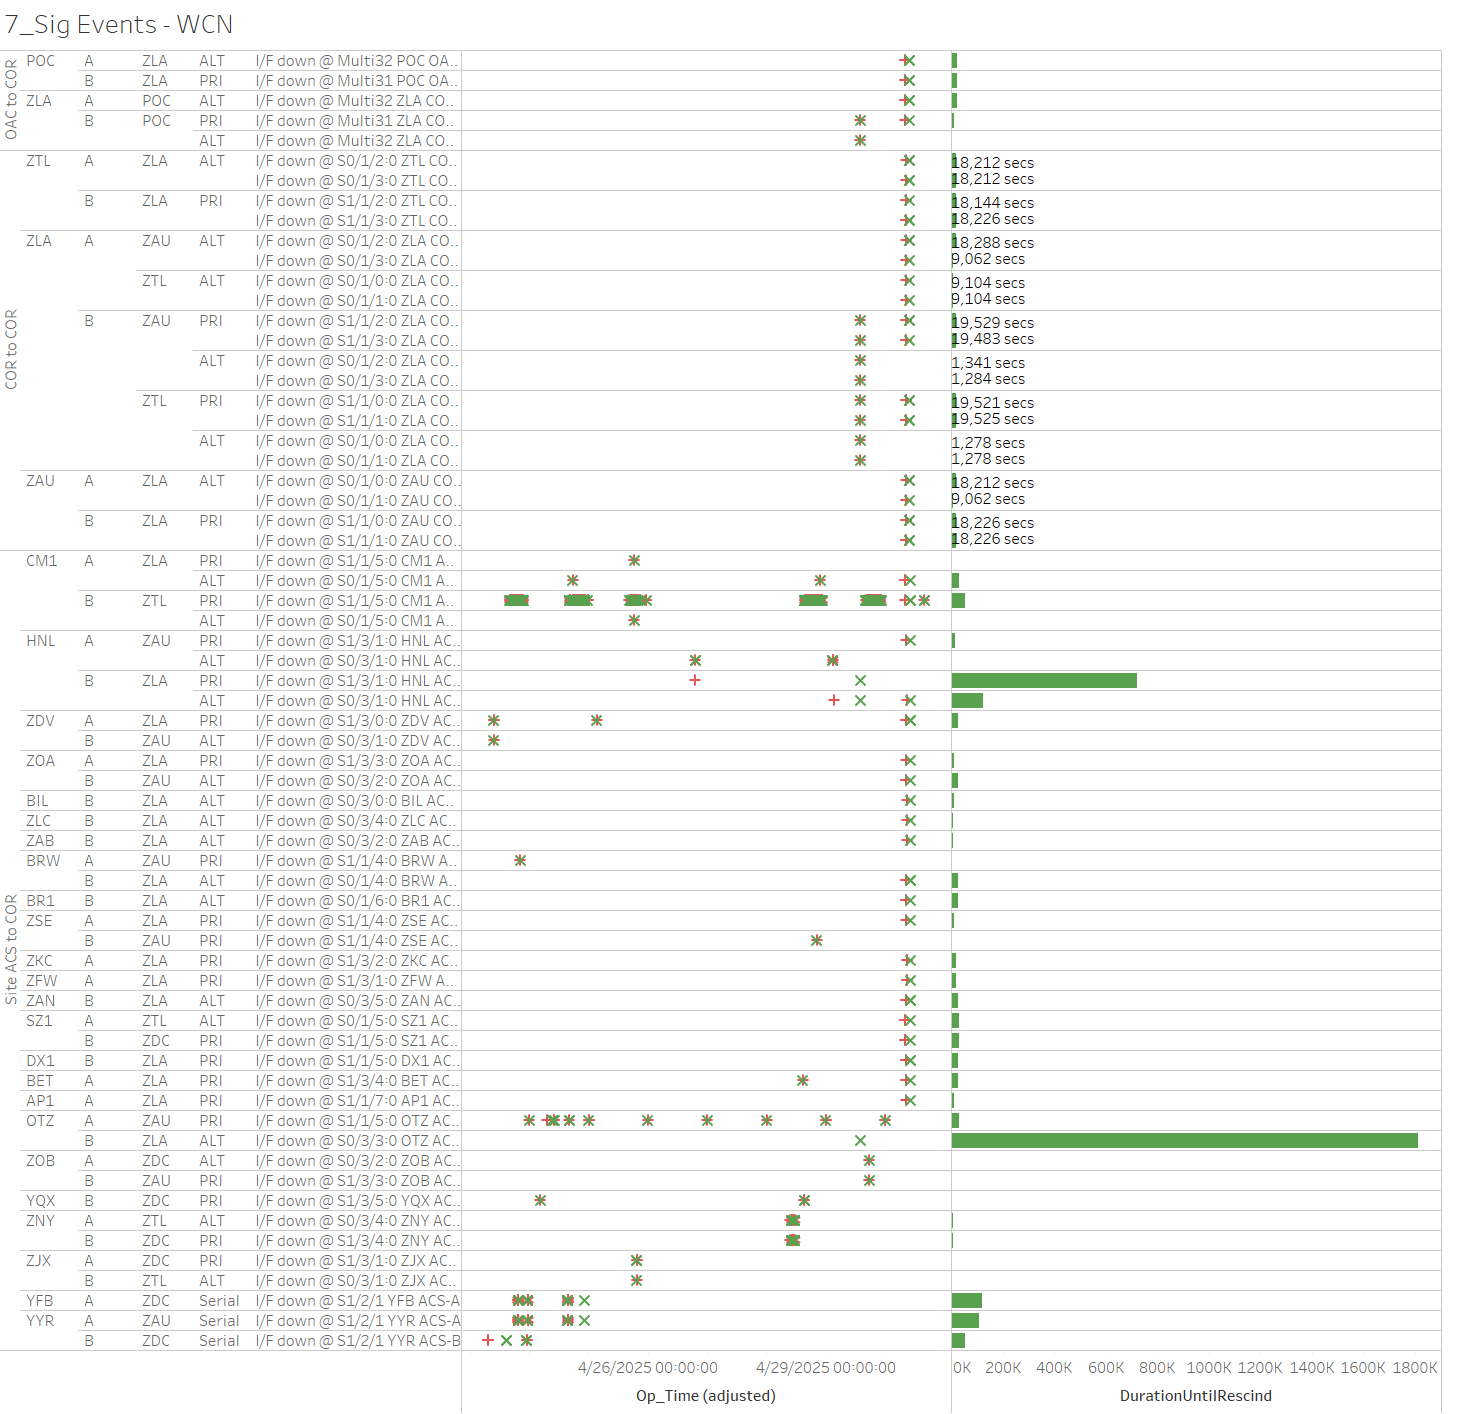 7_Sig Events - WCN
OAC to COR
POC A ZLA ALT I/F down @ Multi32 POC OA..
B ZLA PRI I/F down @ Multi31 POC OA..
ZLA A POC ALT I/F down @ Multi32 ZLA CO..
B POC PRI I/F down @ Multi31 ZLA CO..
ALT I/F down @ Multi32 ZLA CO..
COR to COR
ZTL A ZLA ALT I/F down @ S0/1/2:0 ZTL CO.. 18,212 secs
I/F down @ S0/1/3:0 ZTL CO.. 18,212 secs
B ZLA PRI I/F down @ S1/1/2:0 ZTL CO.. 18,144 secs
I/F down @ S1/1/3:0 ZTL CO.. 18,226 secs
ZLA A ZAU ALT I/F down @ S0/1/2:0 ZLA CO.. 18,288 secs
I/F down @ S0/1/3:0 ZLA CO.. 9,062 secs
ZTL ALT I/F down @ S0/1/0:0 ZLA CO.. 9,104 secs
I/F down @ S0/1/1:0 ZLA CO.. 9,104 secs
B ZAU PRI I/F down @ S1/1/2:0 ZLA CO.. 19,529 secs
I/F down @ S1/1/3:0 ZLA CO.. 19,483 secs
ALT I/F down @ S0/1/2:0 ZLA CO.. 1,341 secs
I/F down @ S0/1/3:0 ZLA CO.. 1,284 secs
ZTL PRI I/F down @ S1/1/0:0 ZLA CO.. 19,521 secs
I/F down @ S1/1/1:0 ZLA CO.. 19,525 secs
ALT I/F down @ S0/1/0:0 ZLA CO.. 1,278 secs
I/F down @ S0/1/1:0 ZLA CO.. 1,278 secs
ZAU A ZLA ALT I/F down @ S0/1/0:0 ZAU CO.. 18,212 secs
I/F down @ S0/1/1:0 ZAU CO.. 9,062 secs
B ZLA PRI I/F down @ S1/1/0:0 ZAU CO.. 18,226 secs
I/F down @ S1/1/1:0 ZAU CO.. 18,226 secs
Site ACS to COR
CM1 A ZLA PRI I/F down @ S1/1/5:0 CM1 A..
ALT I/F down @ S0/1/5:0 CM1 A..
B ZTL PRI I/F down @ S1/1/5:0 CM1 A..
ALT I/F down @ S0/1/5:0 CM1 A..
HNL A ZAU PRI I/F down @ S1/3/1:0 HNL AC..
ALT I/F down @ S0/3/1:0 HNL AC..
B ZLA PRI I/F down @ S1/3/1:0 HNL AC..
ALT I/F down @ S0/3/1:0 HNL AC..
ZDV A ZLA PRI I/F down @ S1/3/0:0 ZDV AC..
B ZAU ALT I/F down @ S0/3/1:0 ZDV AC..
ZOA A ZLA PRI I/F down @ S1/3/3:0 ZOA AC..
B ZAU ALT I/F down @ S0/3/2:0 ZOA AC..
BIL B ZLA ALT I/F down @ S0/3/0:0 BIL AC..
ZLC B ZLA ALT I/F down @ S0/3/4:0 ZLC AC..
ZAB B ZLA ALT I/F down @ S0/3/2:0 ZAB AC..
BRW A ZAU PRI I/F down @ S1/1/4:0 BRW A..
B ZLA ALT I/F down @ S0/1/4:0 BRW A..
BR1 B ZLA ALT I/F down @ S0/1/6:0 BR1 AC..
ZSE A ZLA PRI I/F down @ S1/1/4:0 ZSE AC..
B ZAU PRI I/F down @ S1/1/4:0 ZSE AC..
ZKC A ZLA PRI I/F down @ S1/3/2:0 ZKC AC..
ZFW A ZLA PRI I/F down @ S1/3/1:0 ZFW A..
ZAN B ZLA ALT I/F down @ S0/3/5:0 ZAN AC..
SZ1 A ZTL ALT I/F down @ S0/1/5:0 SZ1 AC..
B ZDC PRI I/F down @ S1/1/5:0 SZ1 AC..
DX1 B ZLA PRI I/F down @ S1/1/5:0 DX1 AC..
BET A ZLA PRI I/F down @ S1/3/4:0 BET AC..
AP1 A ZLA PRI I/F down @ S1/1/7:0 AP1 AC..
OTZ A ZAU PRI I/F down @ S1/1/5:0 OTZ AC..
B ZLA ALT I/F down @ S0/3/3:0 OTZ AC..
ZOB A ZDC ALT I/F down @ S0/3/2:0 ZOB AC..
B ZAU PRI I/F down @ S1/3/3:0 ZOB AC..
YQX B ZDC PRI I/F down @ S1/3/5:0 YQX AC..
ZNY A ZTL ALT I/F down @ S0/3/4:0 ZNY AC..
B ZDC PRI I/F down @ S1/3/4:0 ZNY AC..
ZJX A ZDC PRI I/F down @ S1/3/1:0 ZJX AC..
B ZTL ALT I/F down @ S0/3/1:0 ZJX AC..
YFB A ZDC Serial I/F down @ S1/2/1 YFB ACS-A
YYR A ZAU Serial I/F down @ S1/2/1 YYR ACS-A
B ZDC Serial I/F down @ S1/2/1 YYR ACS-B
4/26/2025 00:00:00 4/29/2025 00:00:00 0K 200K 400K 600K 800K 1000K 1200K 1400K 1600K 1800K
Op_Time (adjusted) DurationUntilRescind